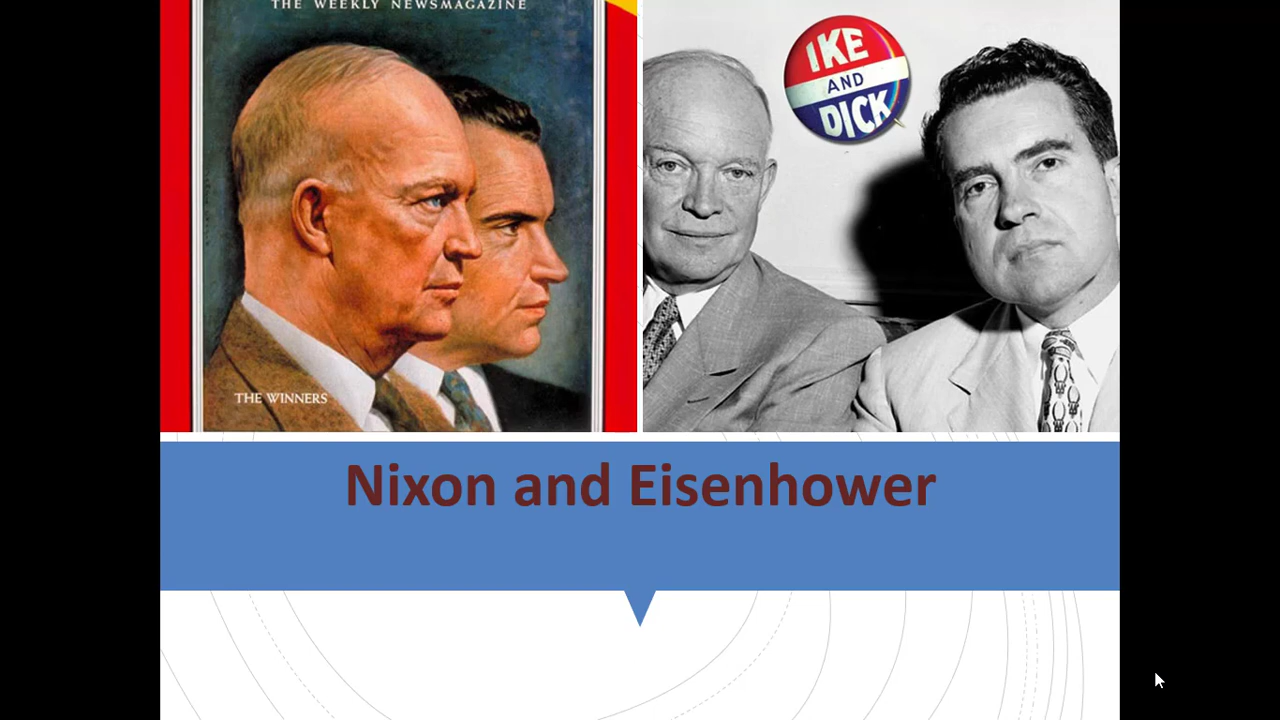 THE WEEKLY NEWSMAGAZINE
THE WINNERS
IKE
AND
DICK
Nixon and Eisenhower